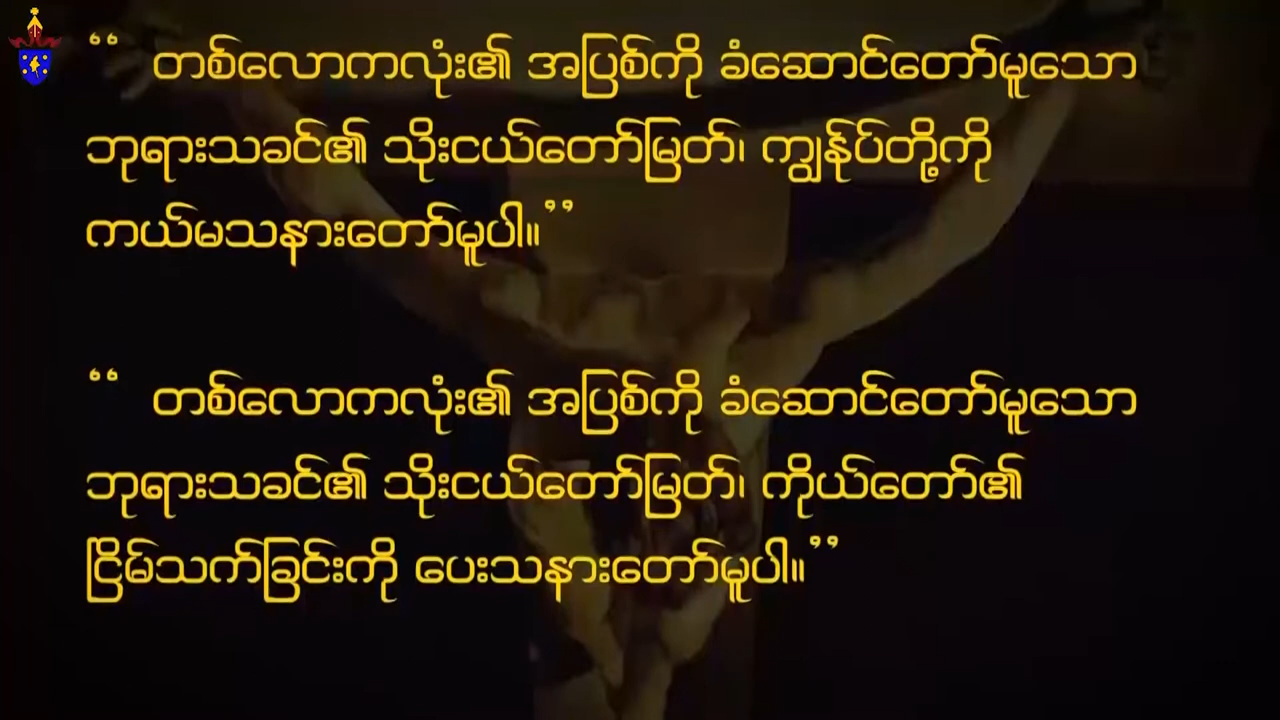 “ တစ်လောကလုံး၏ အပြစ်ကို ခံဆောင်တော်မူသော
ဘုရားသခင်၏ သိုးငယ်တော်မြတ်၊ ကျွန်ုပ်တို့ကို
ကယ်မသနားတော်မူပါ။”
“ တစ်လောကလုံး၏ အပြစ်ကို ခံဆောင်တော်မူသော
ဘုရားသခင်၏ သိုးငယ်တော်မြတ်၊ ကိုယ်တော်၏
ငြိမ်သက်ခြင်းကို ပေးသနားတော်မူပါ။”